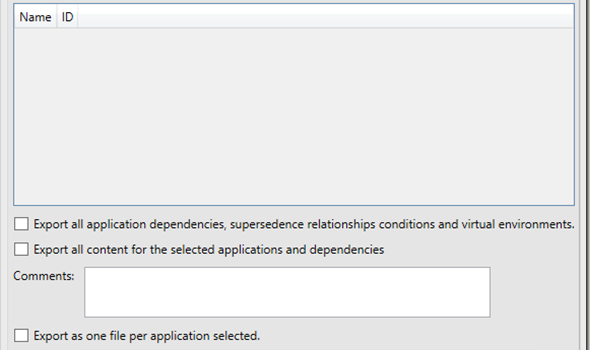 Name ID
Export all application dependencies, supersedence relationships conditions and virtual environments.
Export all content for the selected applications and dependencies
Comments:
Export as one file per application selected.